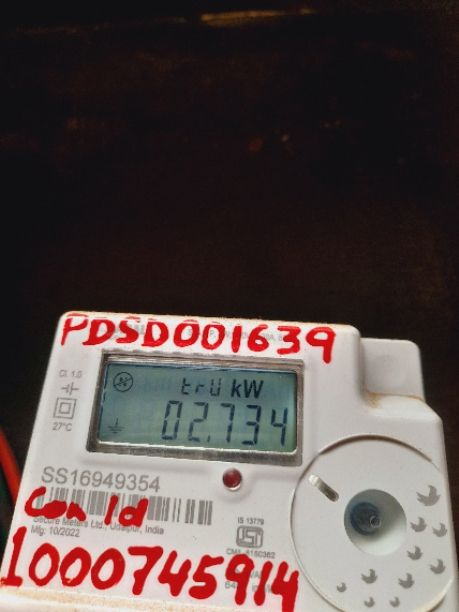 PDSD001639
Cl. 1.0
27°C
kW
02.734
SS16949354
Con Id
Secure Meters Ltd., Udaipur, India
Mfg: 10/2022
IS 13779
1000745914